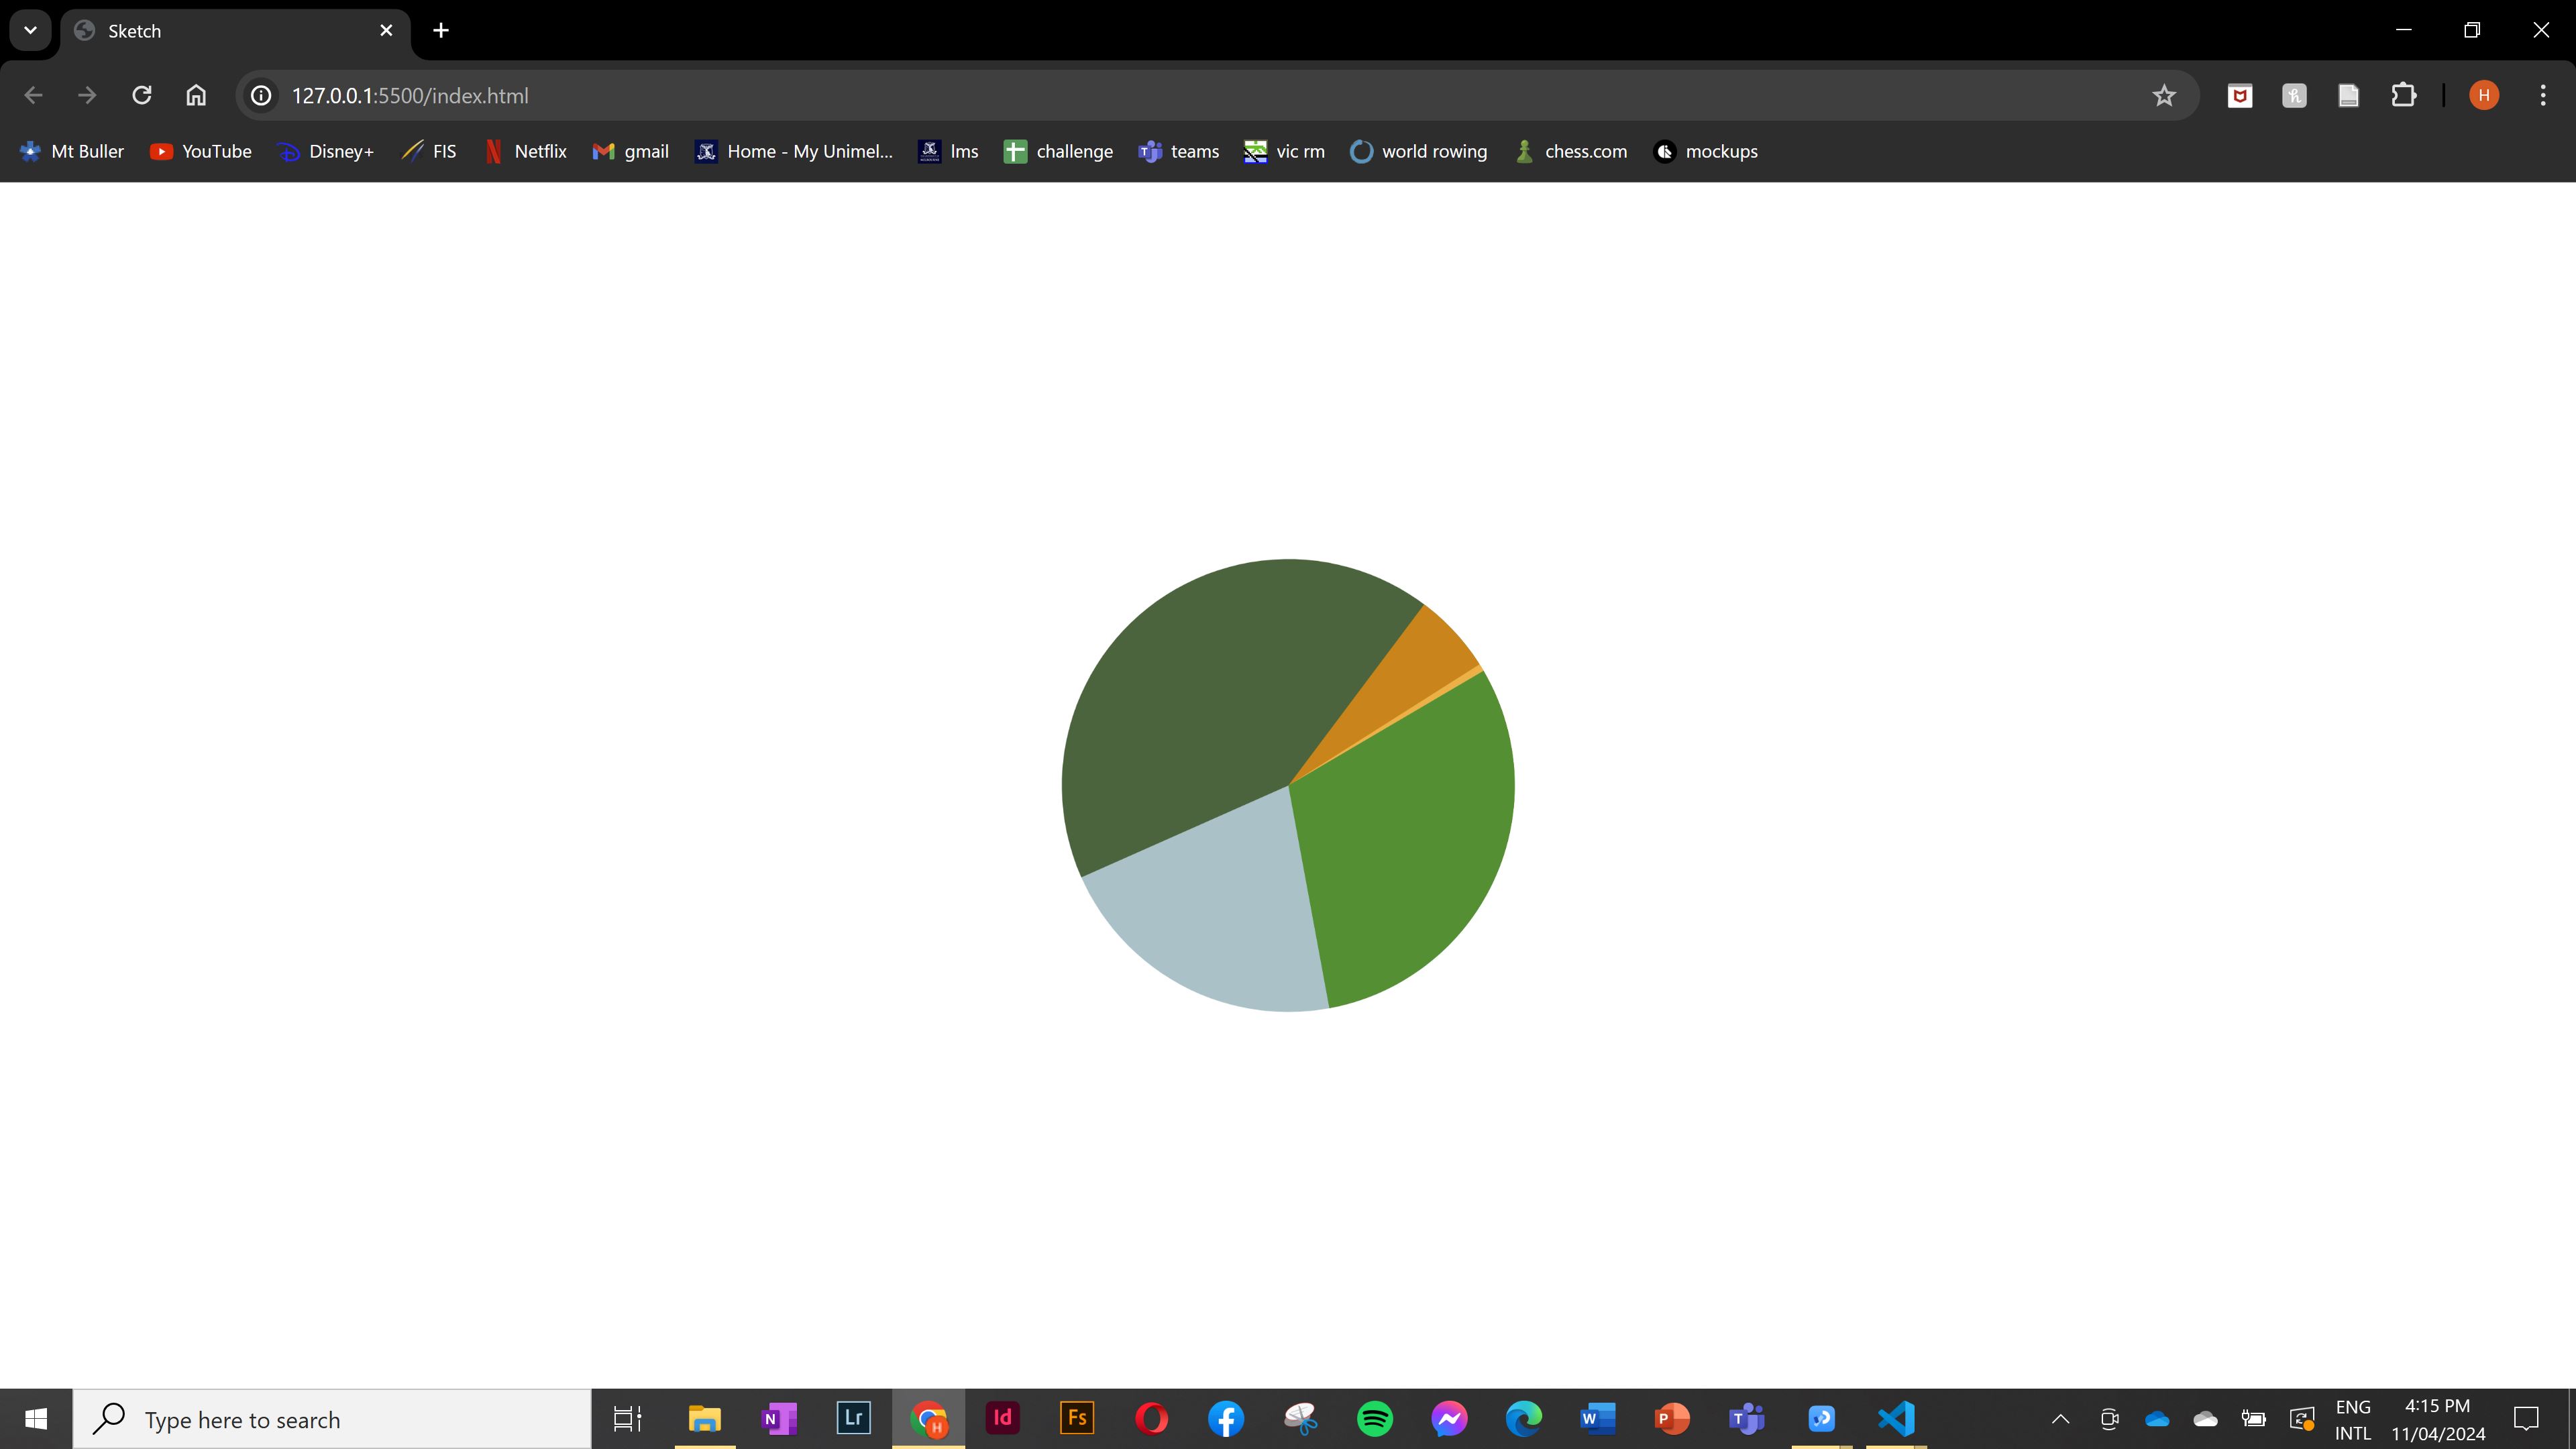 Sketch
127.0.0.1:5500/index.html
H
Mt Buller YouTube Disney+ FIS Netflix gmail Home - My Unimel... lms challenge teams vic rm world rowing chess.com mockups
Type here to search
N Lr H Id Fs W P T ENG 4:15 PM
INTL 11/04/2024